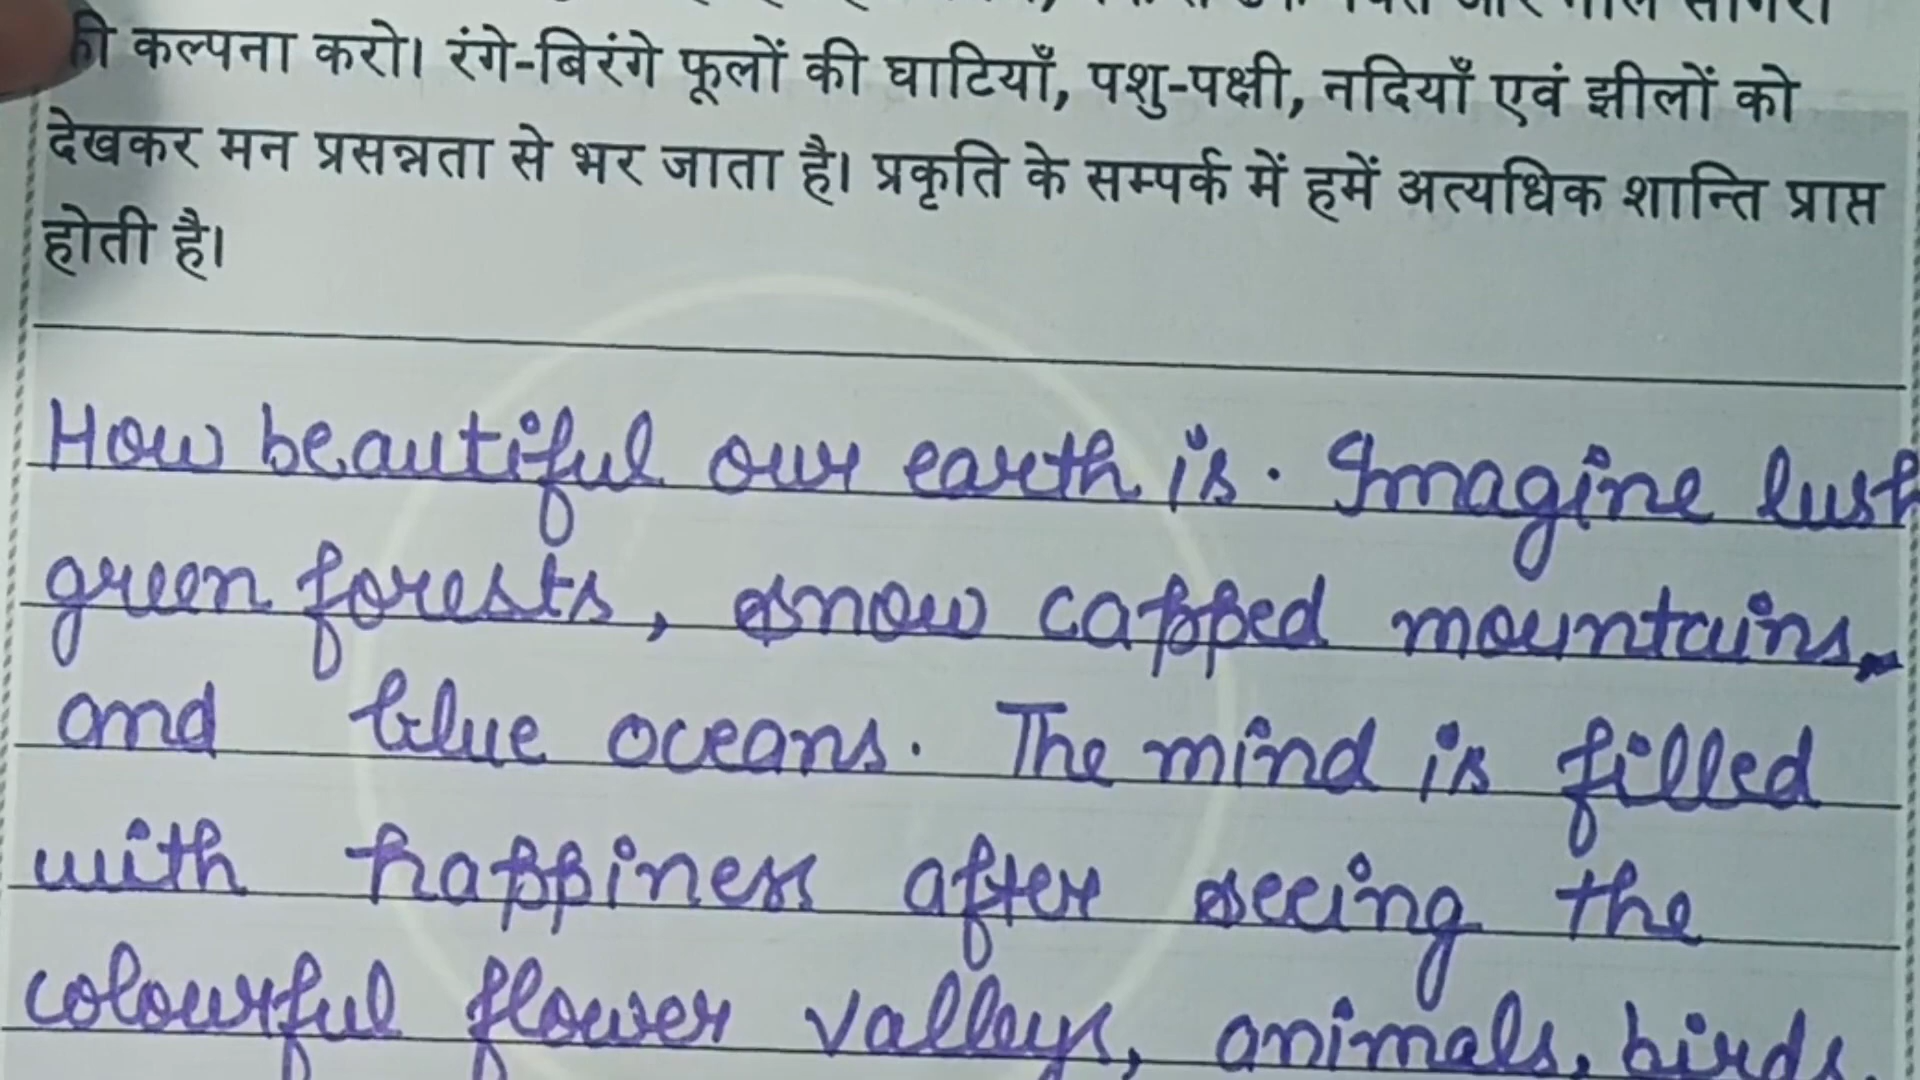 की कल्पना करो। रंगे-बिरंगे फूलों की घाटियाँ, पशु-पक्षी, नदियाँ एवं झीलों को
देखकर मन प्रसन्नता से भर जाता है। प्रकृति के सम्पर्क में हमें अत्यधिक शान्ति प्राप्त
होती है।
How beautiful our earth is. Imagine lush
green forests, snow capped mountains
and blue oceans. The mind is filled
with happiness after seeing the
colourful flower valleys, animals, birds,